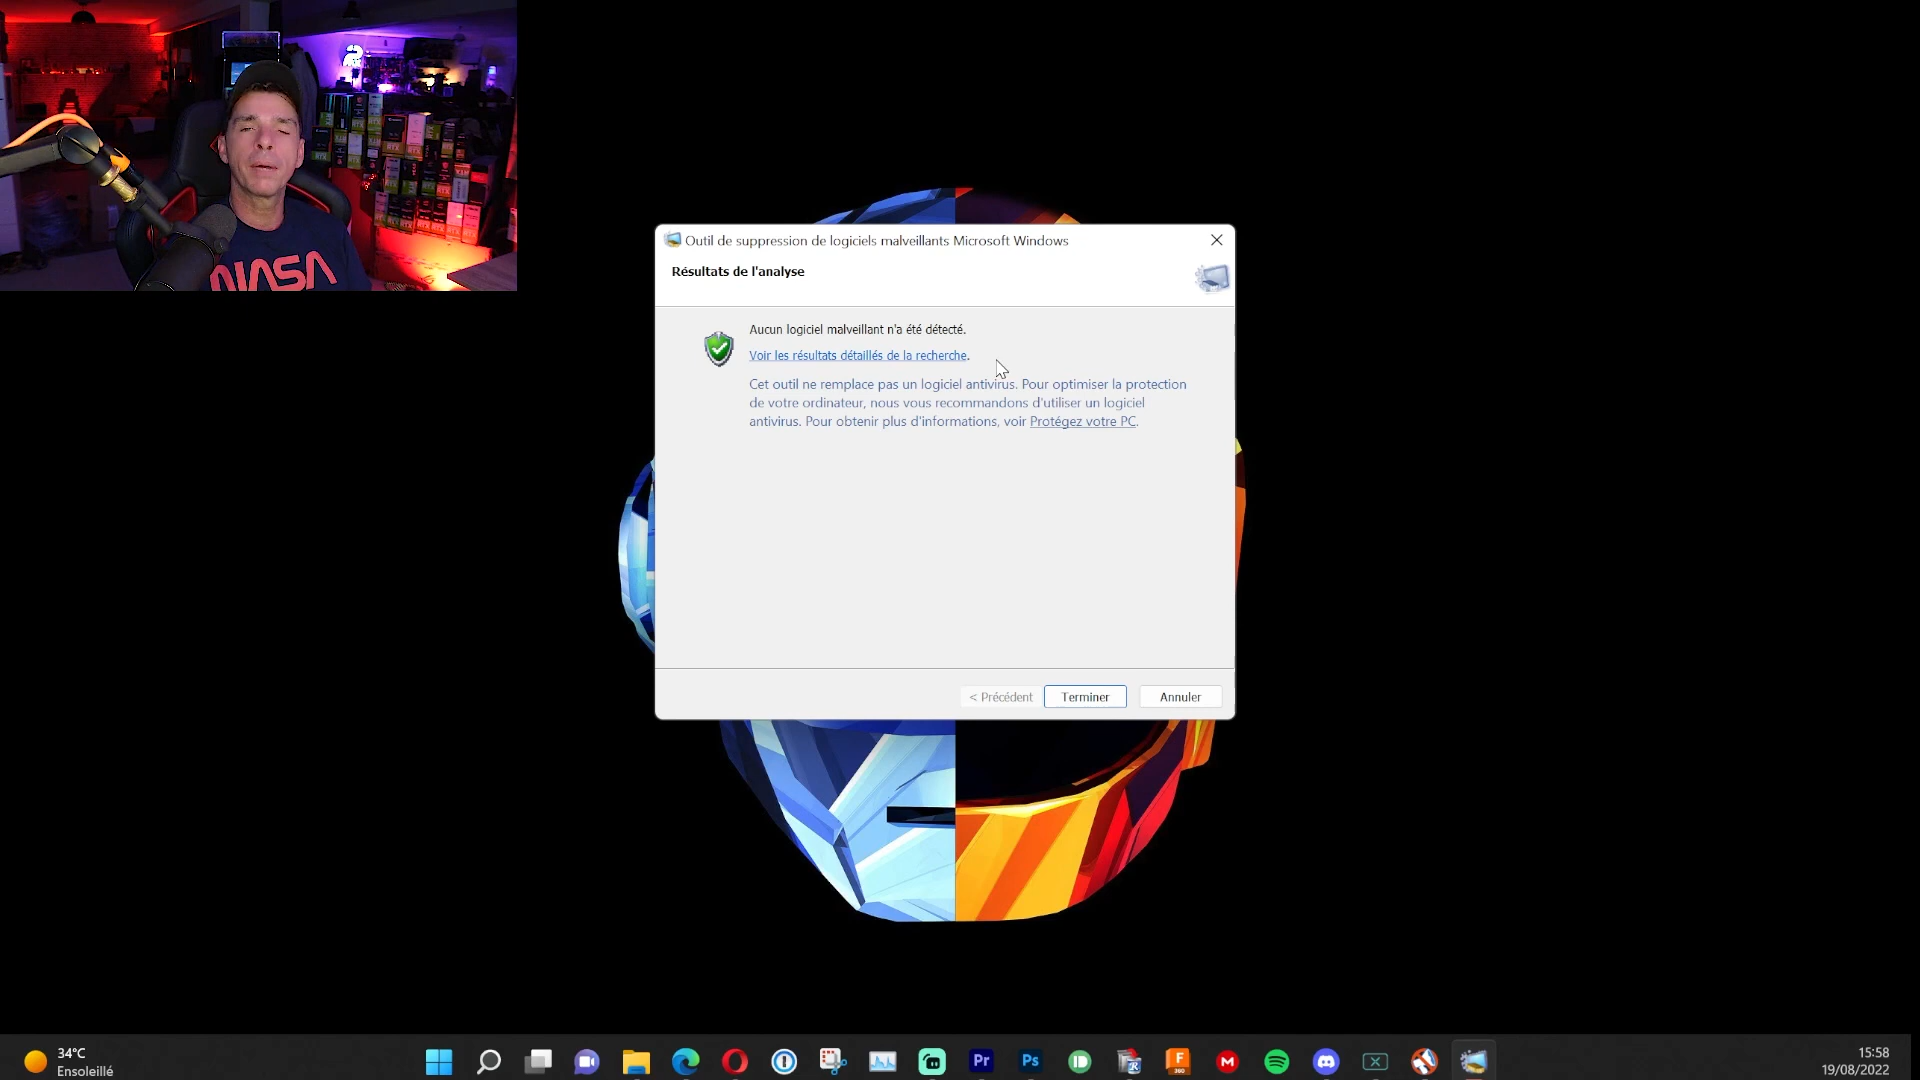 NASA
Outil de suppression de logiciels malveillants Microsoft Windows
Résultats de l'analyse
Aucun logiciel malveillant n'a été détecté.
Voir les résultats détaillés de la recherche.
Cet outil ne remplace pas un logiciel antivirus. Pour optimiser la protection
de votre ordinateur, nous vous recommandons d'utiliser un logiciel
antivirus. Pour obtenir plus d'informations, voir Protégez votre PC.
< Précédent
Terminer
Annuler
34°C
Ensoleillé
Pr
Ps
F
360
M
15:58
19/08/2022